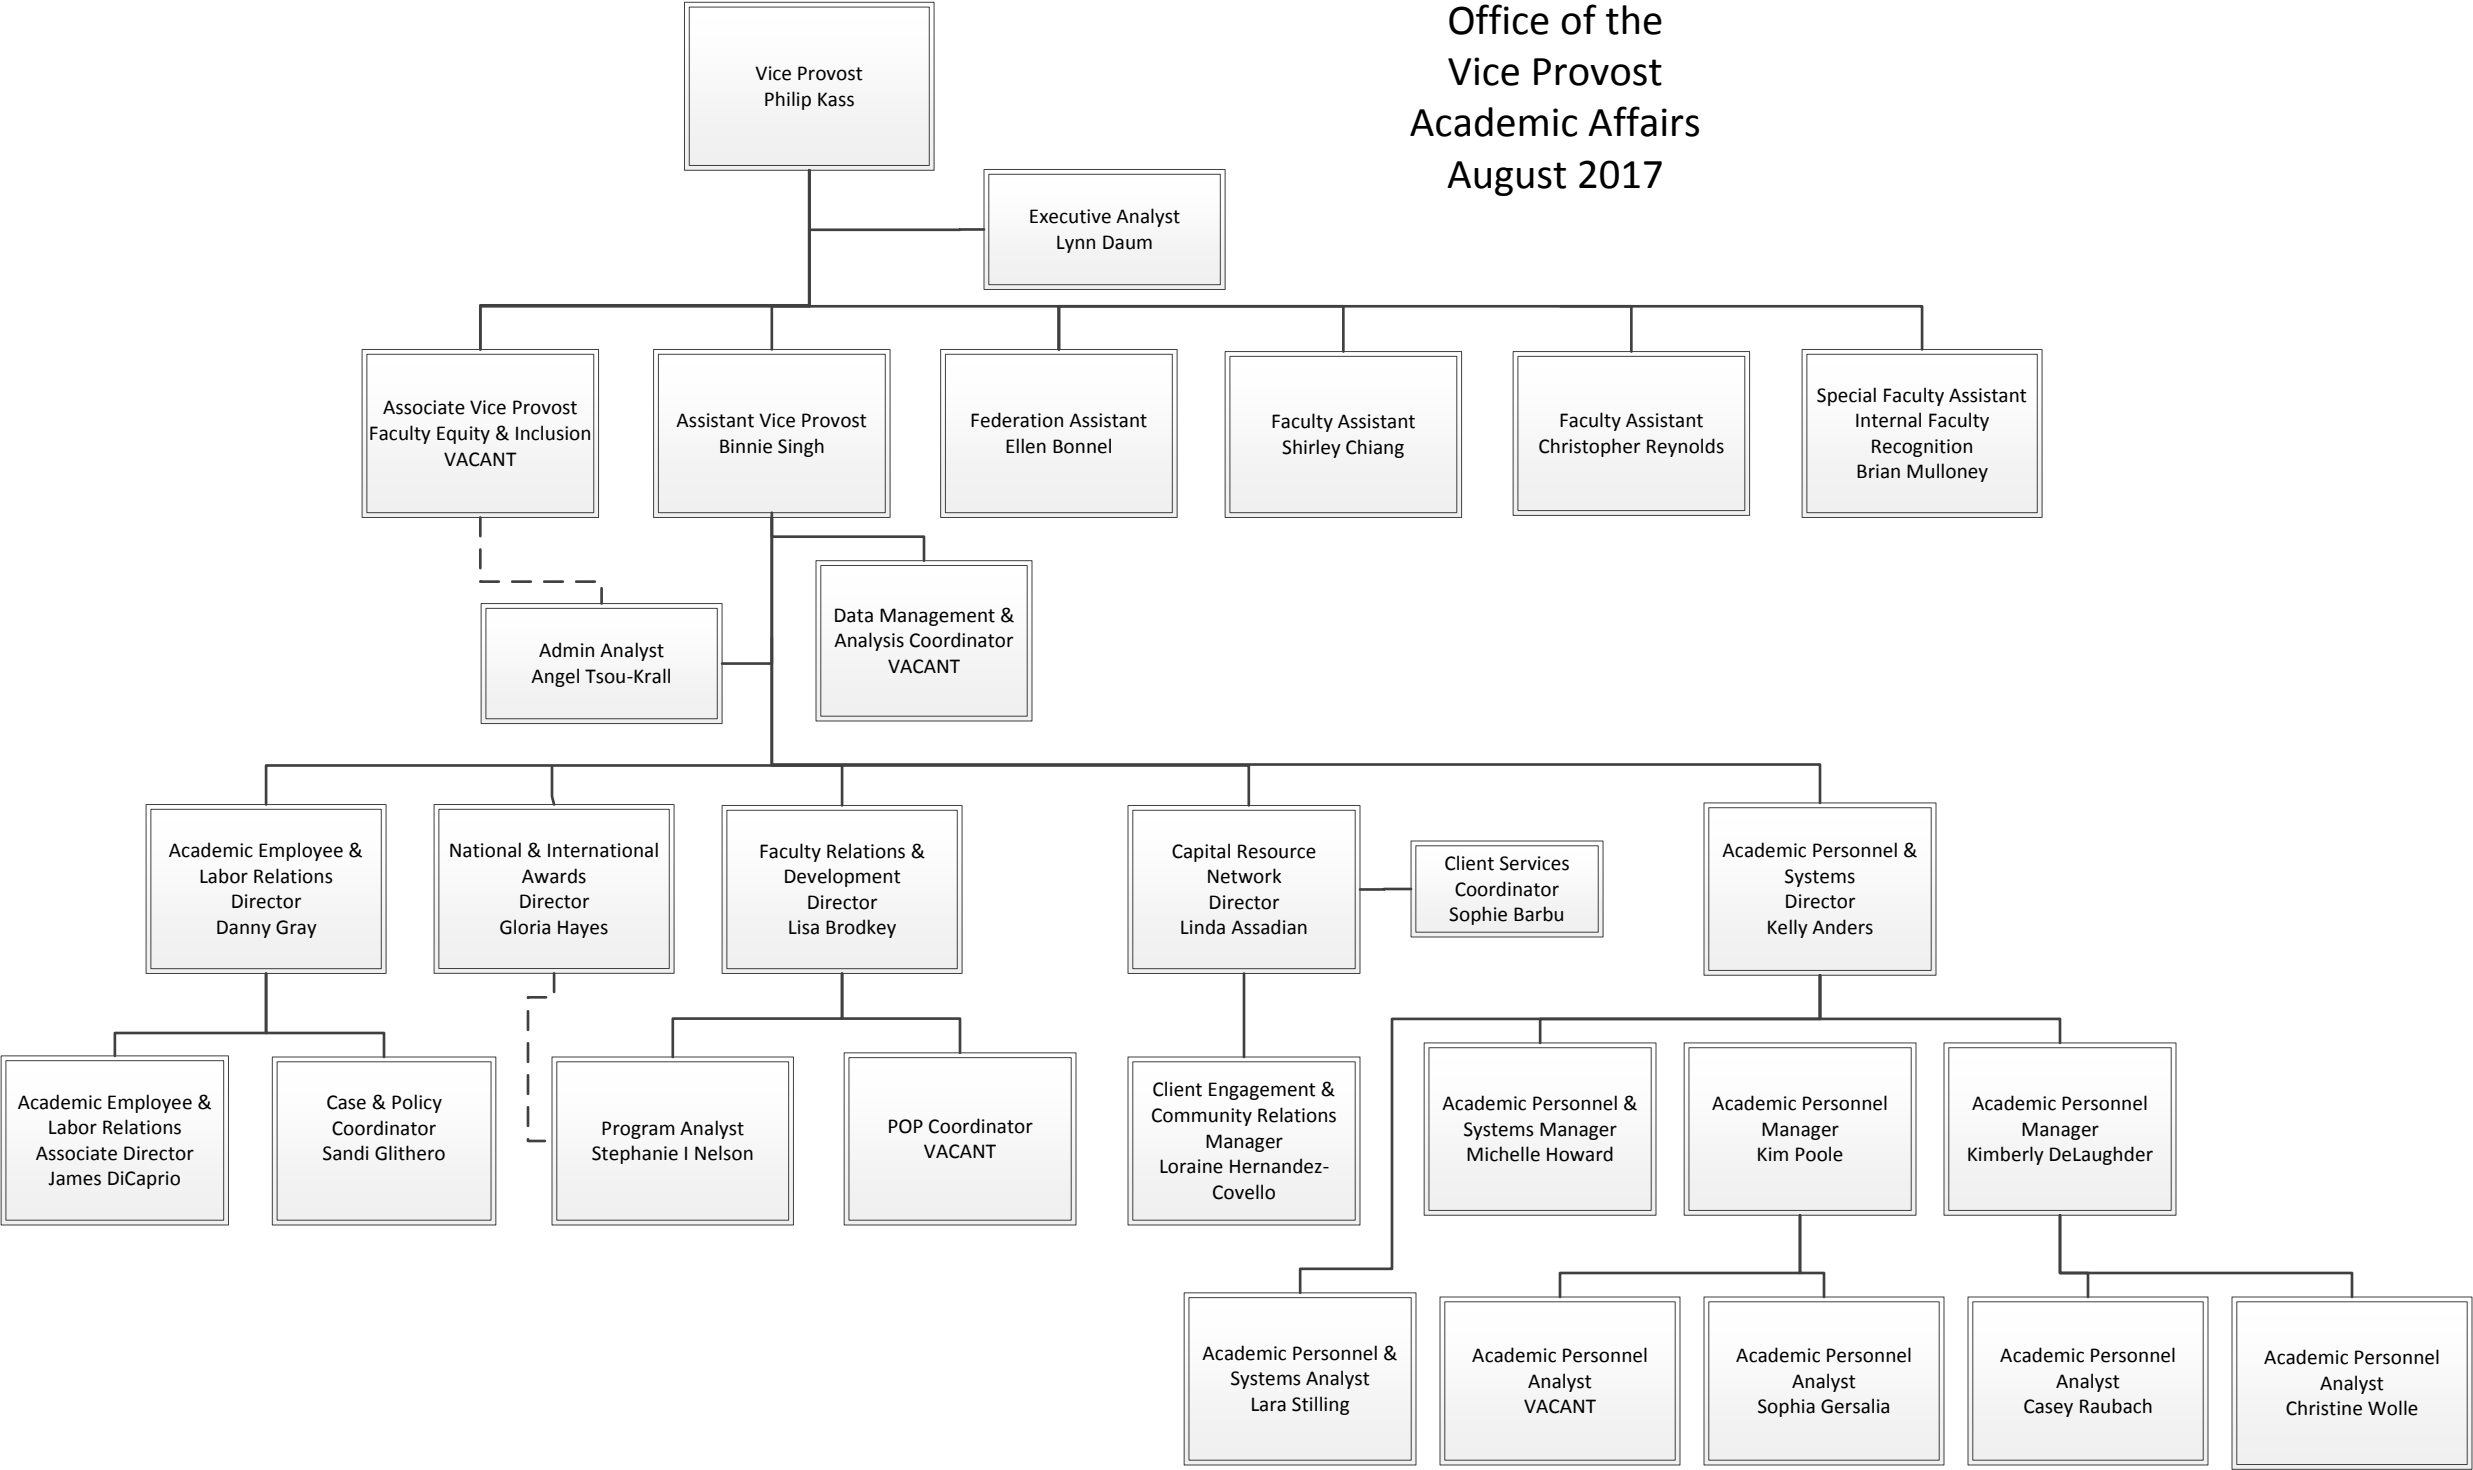 Office of the
Vice Provost
Academic Affairs
August 2017
Vice Provost
Philip Kass
Executive Analyst
Lynn Daum
Associate Vice Provost
Faculty Equity & Inclusion
VACANT
Assistant Vice Provost
Binnie Singh
Federation Assistant
Ellen Bonnel
Faculty Assistant
Shirley Chiang
Faculty Assistant
Christopher Reynolds
Special Faculty Assistant
Internal Faculty
Recognition
Brian Mulloney
Data Management &
Analysis Coordinator
VACANT
Admin Analyst
Angel Tsou-Krall
Academic Employee &
Labor Relations
Director
Danny Gray
National & International
Awards
Director
Gloria Hayes
Faculty Relations &
Development
Director
Lisa Brodkey
Capital Resource
Network
Director
Linda Assadian
Client Services
Coordinator
Sophie Barbu
Academic Personnel &
Systems
Director
Kelly Anders
Academic Employee &
Labor Relations
Associate Director
James DiCaprio
Case & Policy
Coordinator
Sandi Glithero
Program Analyst
Stephanie I Nelson
POP Coordinator
VACANT
Client Engagement &
Community Relations
Manager
Loraine Hernandez-
Covello
Academic Personnel &
Systems Manager
Michelle Howard
Academic Personnel
Manager
Kim Poole
Academic Personnel
Manager
Kimberly DeLaughder
Academic Personnel &
Systems Analyst
Lara Stilling
Academic Personnel
Analyst
VACANT
Academic Personnel
Analyst
Sophia Gersalia
Academic Personnel
Analyst
Casey Raubach
Academic Personnel
Analyst
Christine Wolle